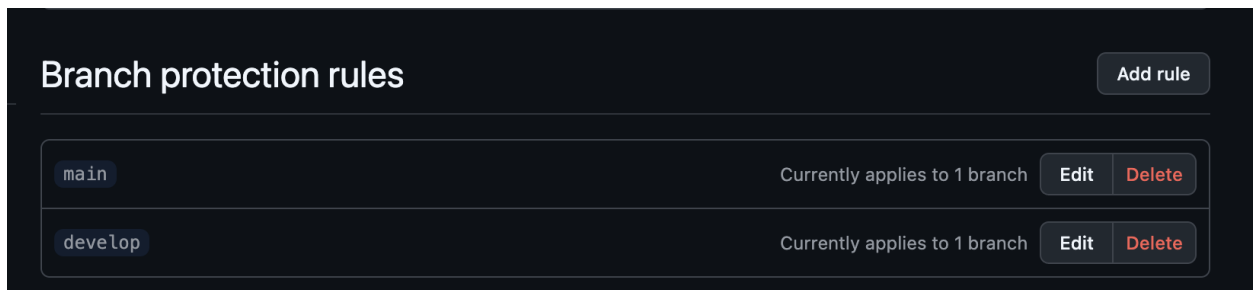 Branch protection rules
Add rule
main
Currently applies to 1 branch
Edit
Delete
develop
Currently applies to 1 branch
Edit
Delete